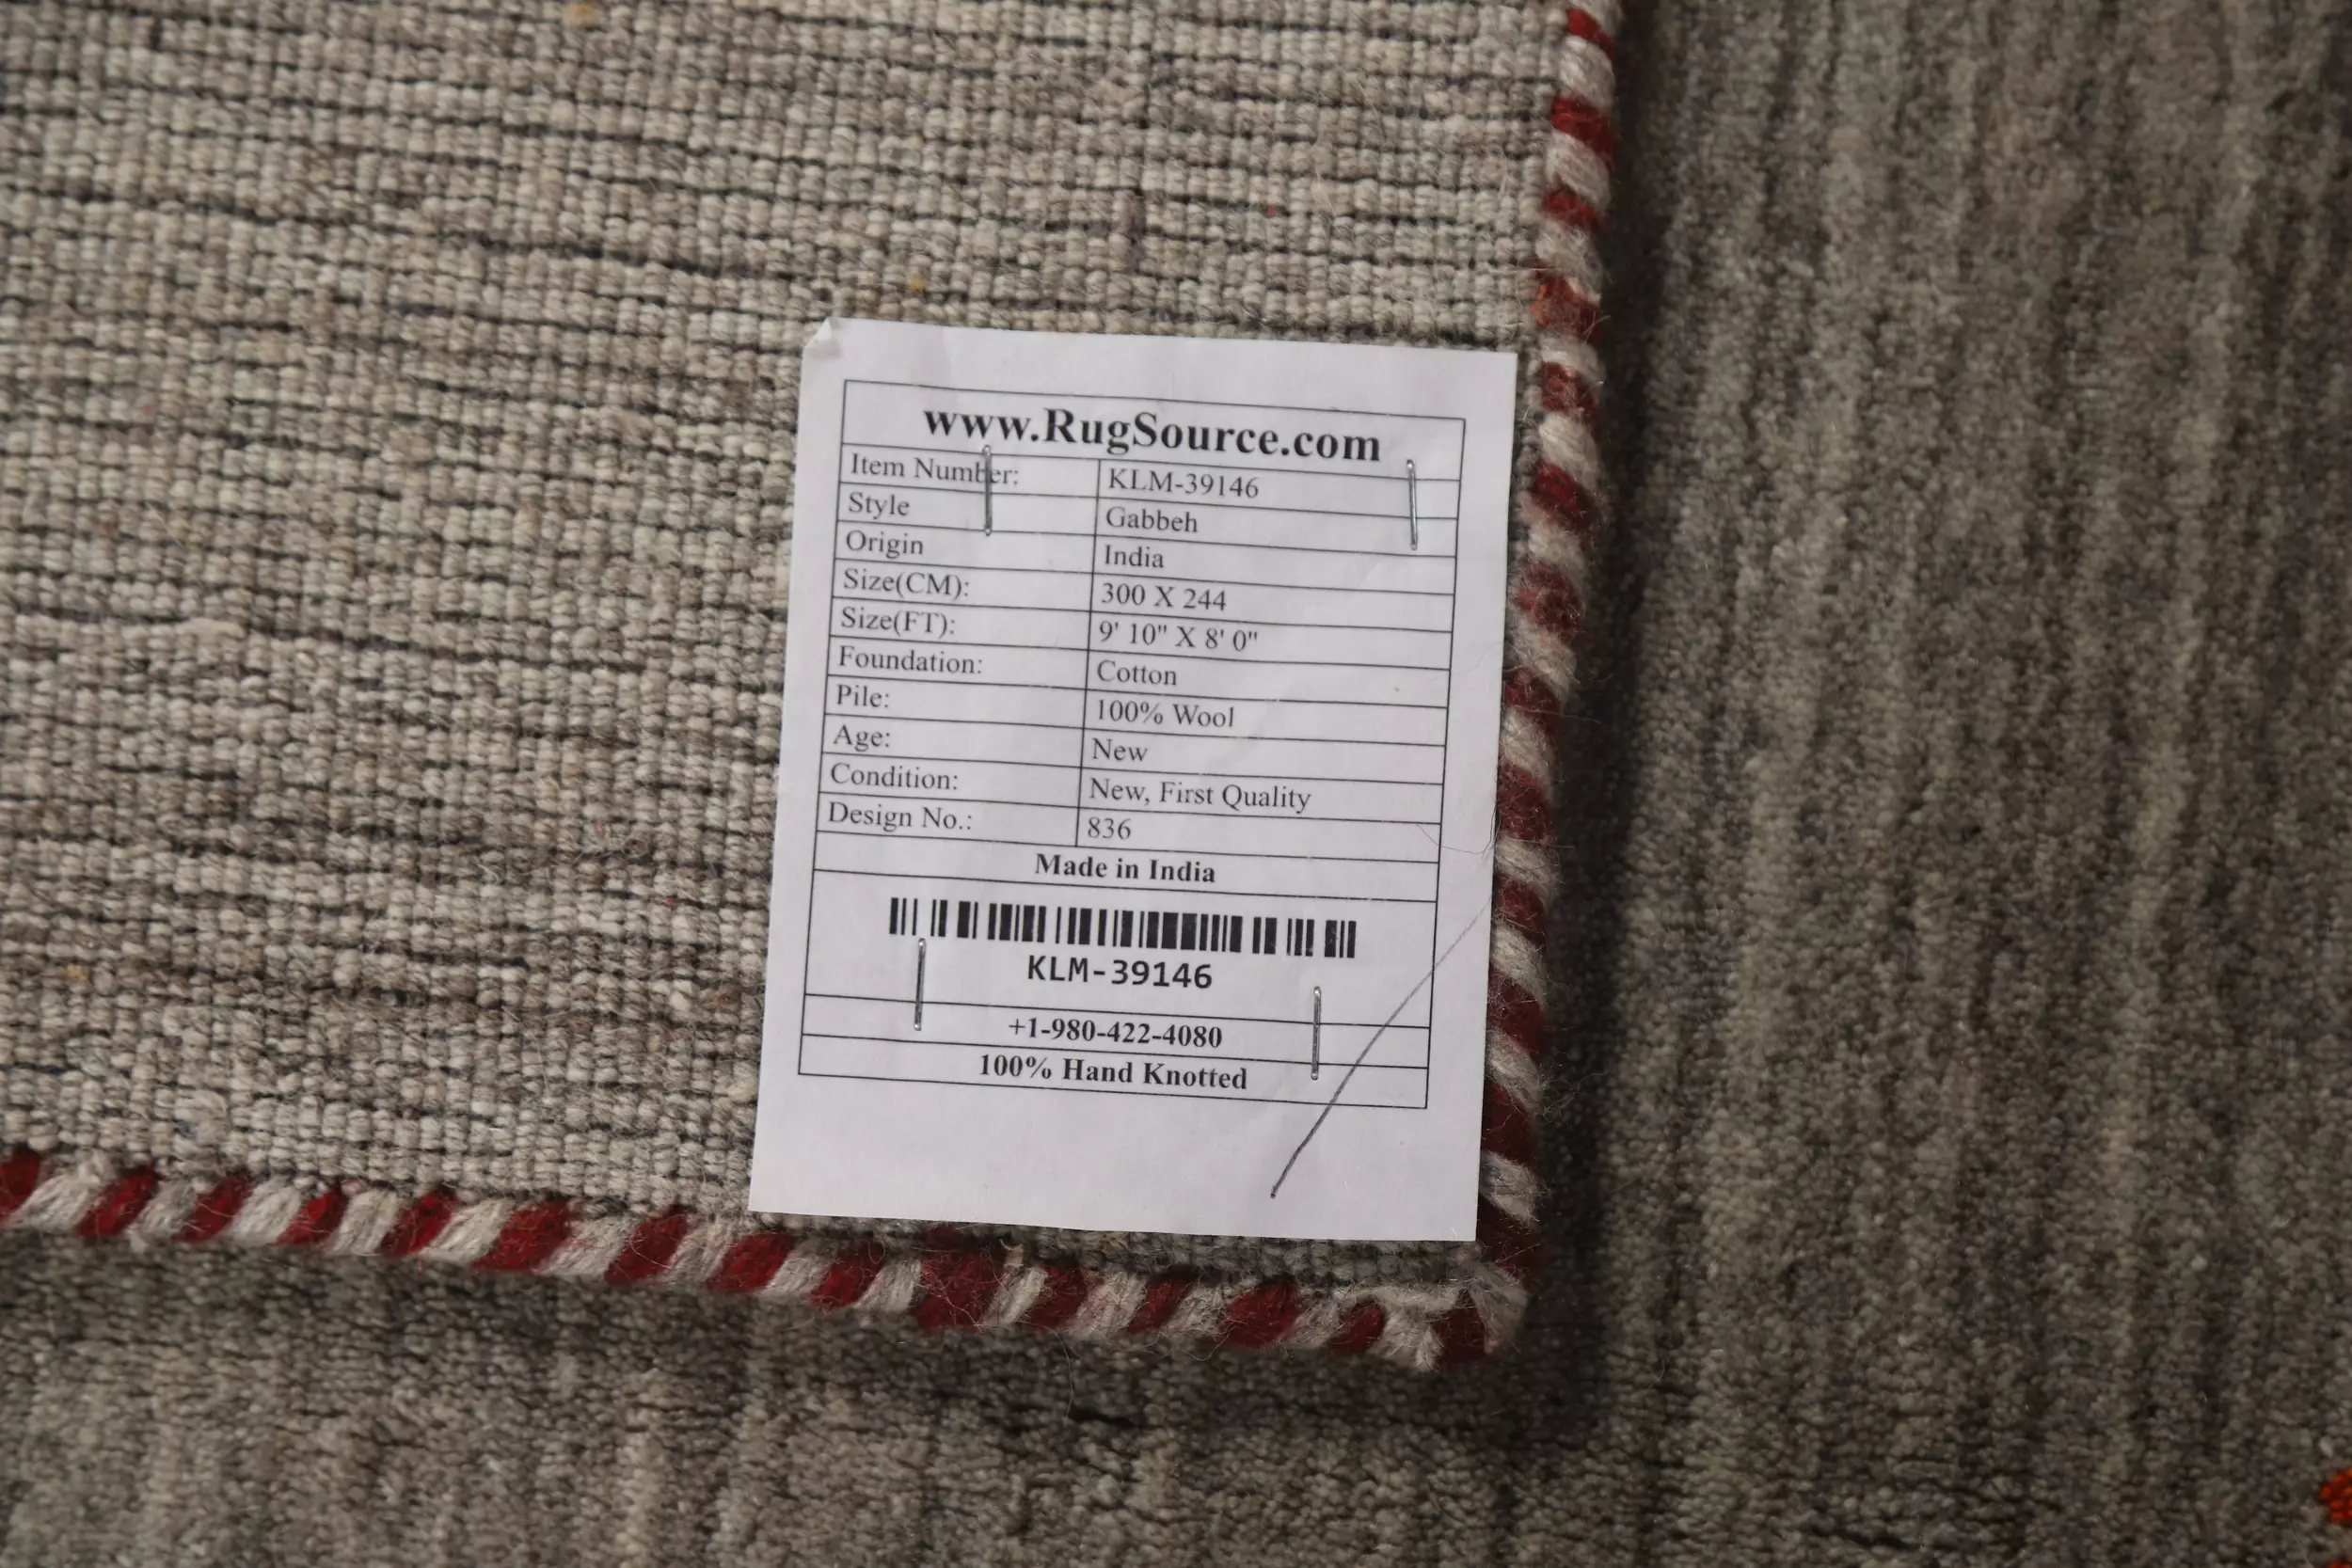 www.RugSource.com
Item Number: KLM-39146
Style Gabbeh
Origin India
Size(CM): 300 X 244
Size(FT): 9' 10" X 8' 0"
Foundation: Cotton
Pile: 100% Wool
Age: New
Condition: New, First Quality
Design No.: 836
Made in India
KLM-39146
+1-980-422-4080
100% Hand Knotted